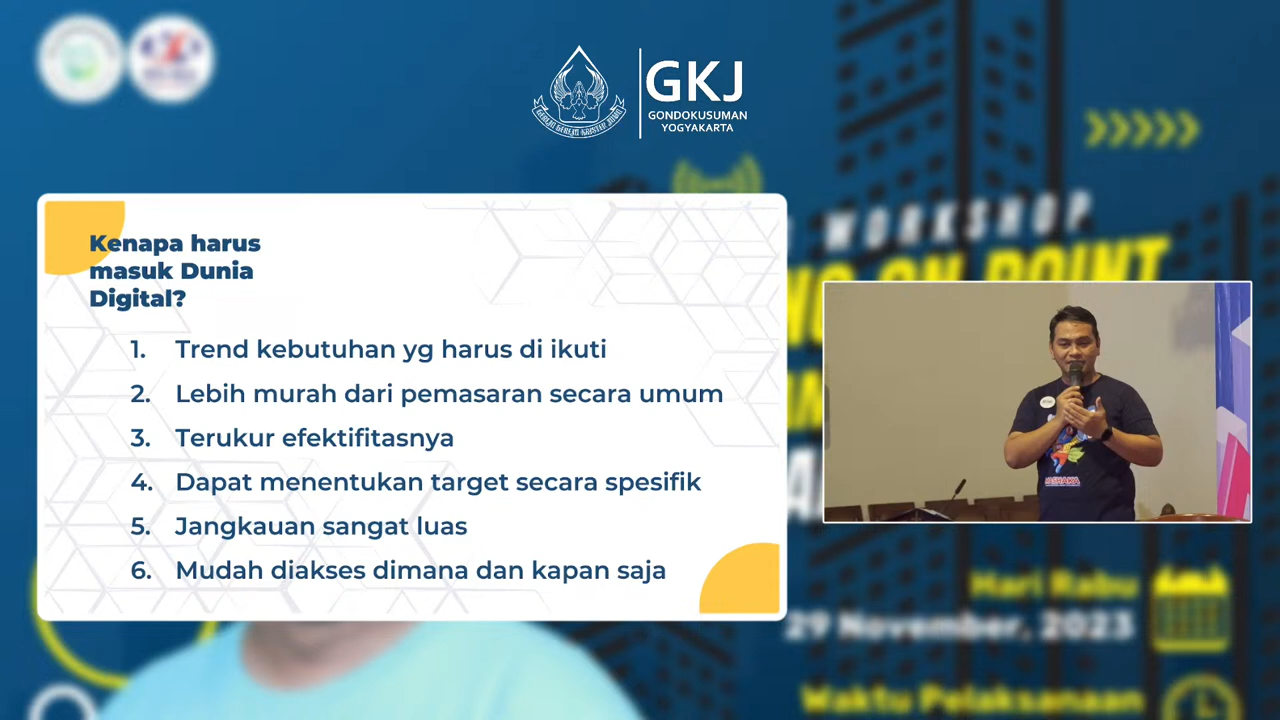 GKJ
GONDOKUSUMAN
YOGYAKARTA
WORKSHOP
ON POINT
Kenapa harus
masuk Dunia
Digital?
1. Trend kebutuhan yg harus di ikuti
2. Lebih murah dari pemasaran secara umum
3. Terukur efektifitasnya
4. Dapat menentukan target secara spesifik
5. Jangkauan sangat luas
6. Mudah diakses dimana dan kapan saja
Hari Rabu
29 November, 2023
Waktu Pelaksanaan